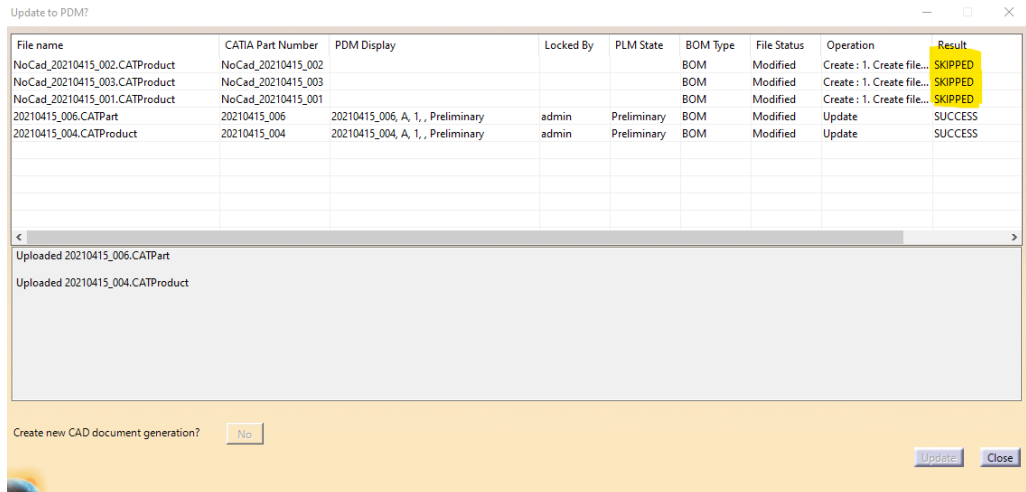 Update to PDM?
File name CATIA Part Number PDM Display Locked By PLM State BOM Type File Status Operation Result
NoCad_20210415_002.CATProduct NoCad_20210415_002 BOM Modified Create : 1. Create file... SKIPPED
NoCad_20210415_003.CATProduct NoCad_20210415_003 BOM Modified Create : 1. Create file... SKIPPED
NoCad_20210415_001.CATProduct NoCad_20210415_001 BOM Modified Create : 1. Create file... SKIPPED
20210415_006.CATPart 20210415_006 20210415_006, A, 1, , Preliminary admin Preliminary BOM Modified Update SUCCESS
20210415_004.CATProduct 20210415_004 20210415_004, A, 1, , Preliminary admin Preliminary BOM Modified Update SUCCESS
Uploaded 20210415_006.CATPart
Uploaded 20210415_004.CATProduct
Create new CAD document generation? No
Update Close